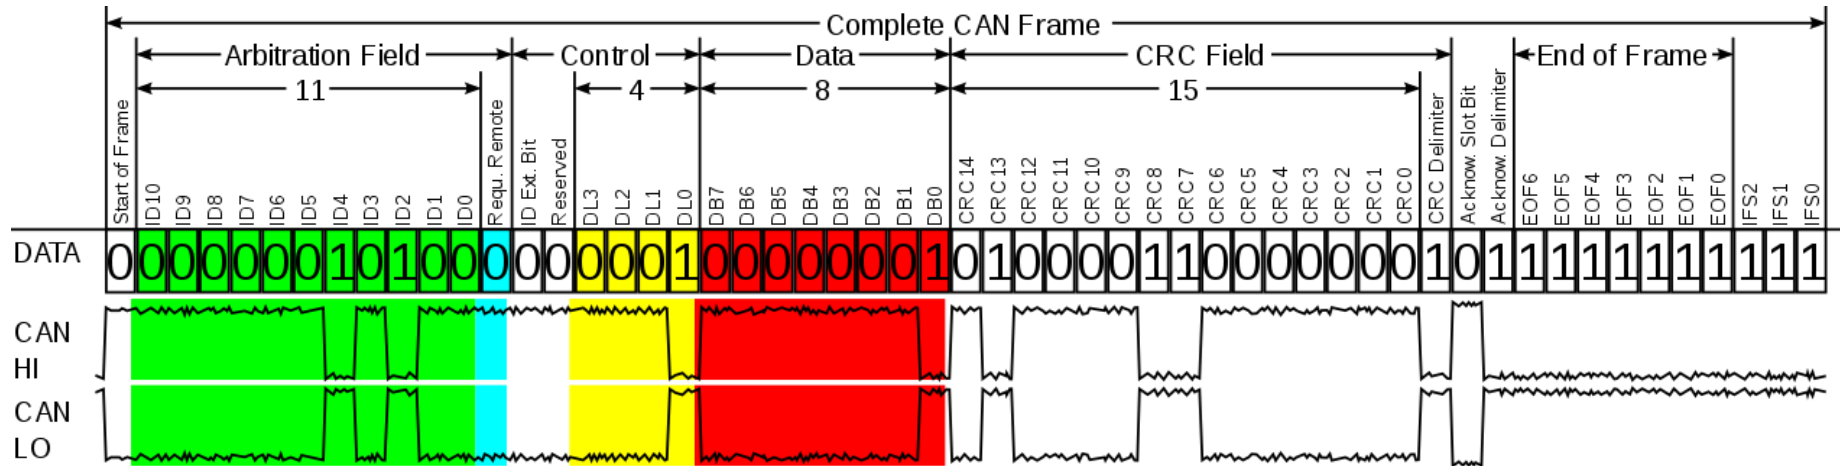 Complete CAN Frame
Arbitration Field Control Data CRC Field End of Frame
11 4 8 15
Start of Frame
ID10
ID9
ID8
ID7
ID6
ID5
ID4
ID3
ID2
ID1
ID0
Requ. Remote
ID Ext. Bit
Reserved
DL3
DL2
DL1
DL0
DB7
DB6
DB5
DB4
DB3
DB2
DB1
DB0
CRC14
CRC13
CRC12
CRC11
CRC10
CRC9
CRC8
CRC7
CRC6
CRC5
CRC4
CRC3
CRC2
CRC1
CRC0
CRC Delimiter
Acknow. Slot Bit
Acknow. Delimiter
EOF6
EOF5
EOF4
EOF3
EOF2
EOF1
EOF0
IFS2
IFS1
IFS0
DATA 0 0 0 0 0 0 0 1 0 1 0 0 0 0 0 0 0 0 1 0 0 0 0 0 0 0 1 0 1 0 0 0 0 1 1 0 0 0 0 0 0 0 1 0 1 1 1 1 1 1 1 1 1 1 1
CAN
HI
CAN
LO